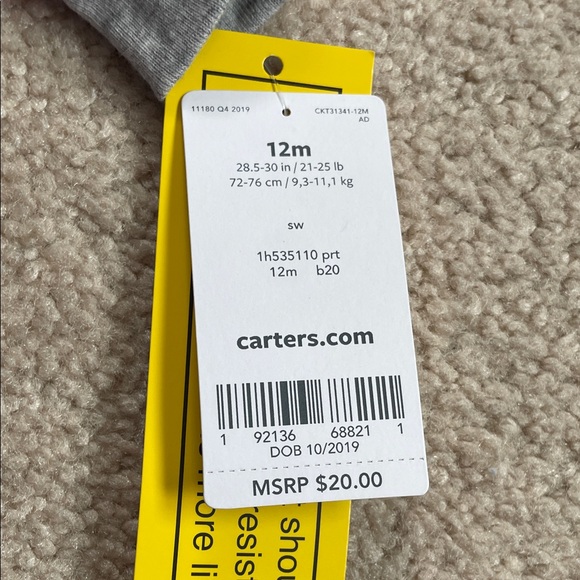 11180 Q4 2019
CKT31341-12M
AD
12m
28.5-30 in / 21-25 lb
72-76 cm / 9,3-11,1 kg
sw
1h535110 prt
12m b20
carters.com
1 92136 68821 1
DOB 10/2019
MSRP $20.00
resist
more